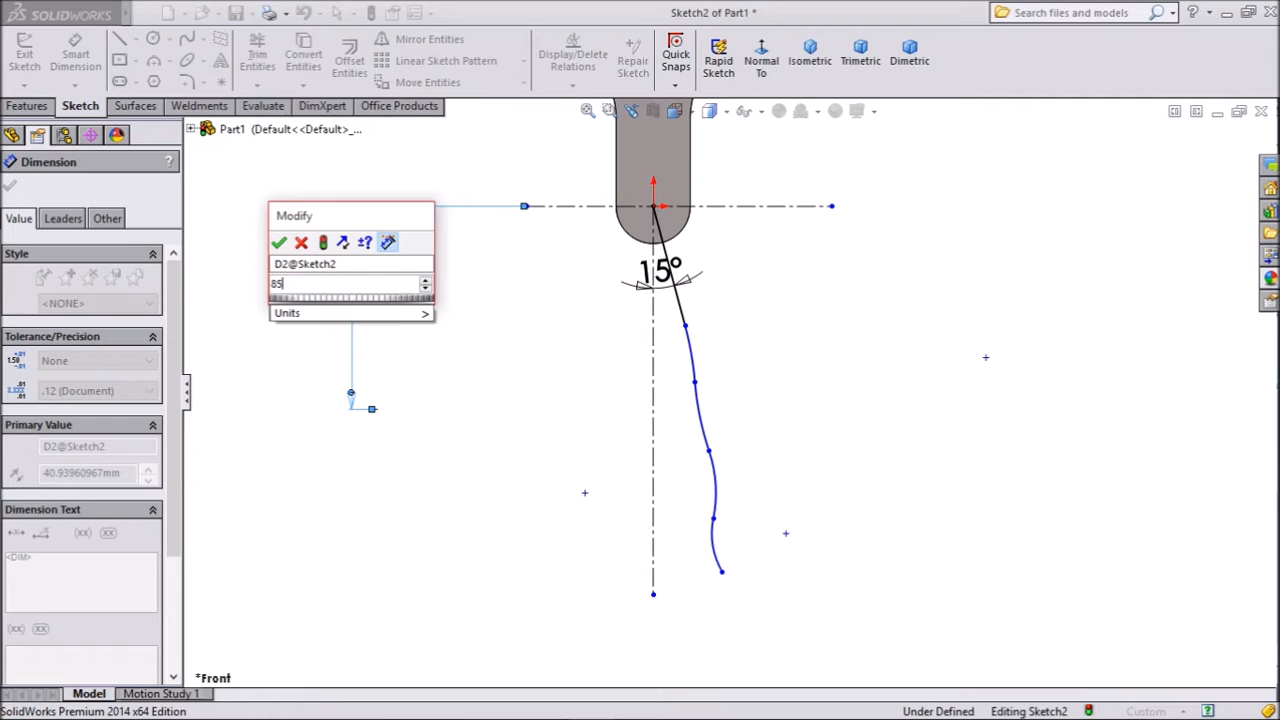 SOLIDWORKS
Sketch2 of Part1 *
Search files and models
Exit Sketch
Smart Dimension
Trim Entities
Convert Entities
Offset Entities
Mirror Entities
Linear Sketch Pattern
Move Entities
Display/Delete Relations
Repair Sketch
Quick Snaps
Rapid Sketch
Normal To
Isometric
Trimetric
Dimetric
Features
Sketch
Surfaces
Weldments
Evaluate
DimXpert
Office Products
Part1 (Default<<Default>_...
Dimension
?
Value
Leaders
Other
Style
<NONE>
Tolerance/Precision
None
.12 (Document)
Primary Value
D2@Sketch2
40.93960967mm
Dimension Text
<DIM>
Modify
D2@Sketch2
85
Units >
15°
*Front
Model
Motion Study 1
SolidWorks Premium 2014 x64 Edition
Under Defined
Editing Sketch2
Custom